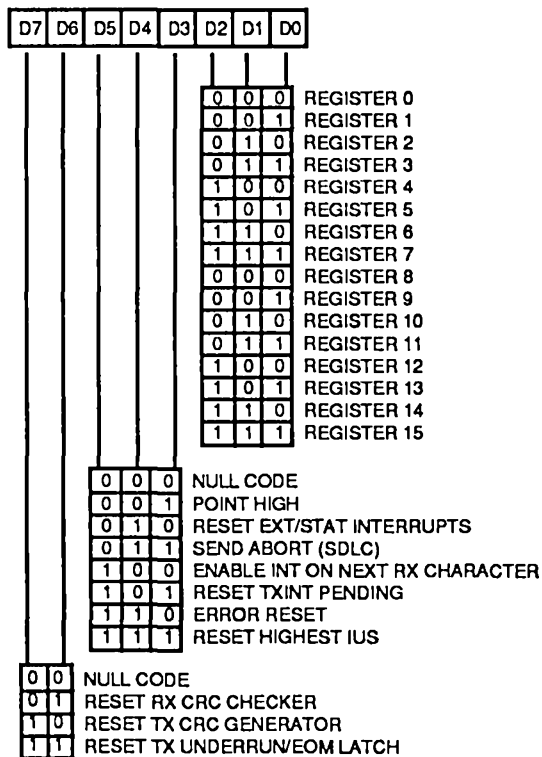 D7 D6 D5 D4 D3 D2 D1 D0
0 0 0 REGISTER 0
0 0 1 REGISTER 1
0 1 0 REGISTER 2
0 1 1 REGISTER 3
1 0 0 REGISTER 4
1 0 1 REGISTER 5
1 1 0 REGISTER 6
1 1 1 REGISTER 7
0 0 0 REGISTER 8
0 0 1 REGISTER 9
0 1 0 REGISTER 10
0 1 1 REGISTER 11
1 0 0 REGISTER 12
1 0 1 REGISTER 13
1 1 0 REGISTER 14
1 1 1 REGISTER 15
0 0 0 NULL CODE
0 0 1 POINT HIGH
0 1 0 RESET EXT/STAT INTERRUPTS
0 1 1 SEND ABORT (SDLC)
1 0 0 ENABLE INT ON NEXT RX CHARACTER
1 0 1 RESET TXINT PENDING
1 1 0 ERROR RESET
1 1 1 RESET HIGHEST IUS
0 0 NULL CODE
0 1 RESET RX CRC CHECKER
1 0 RESET TX CRC GENERATOR
1 1 RESET TX UNDERRUN/EOM LATCH